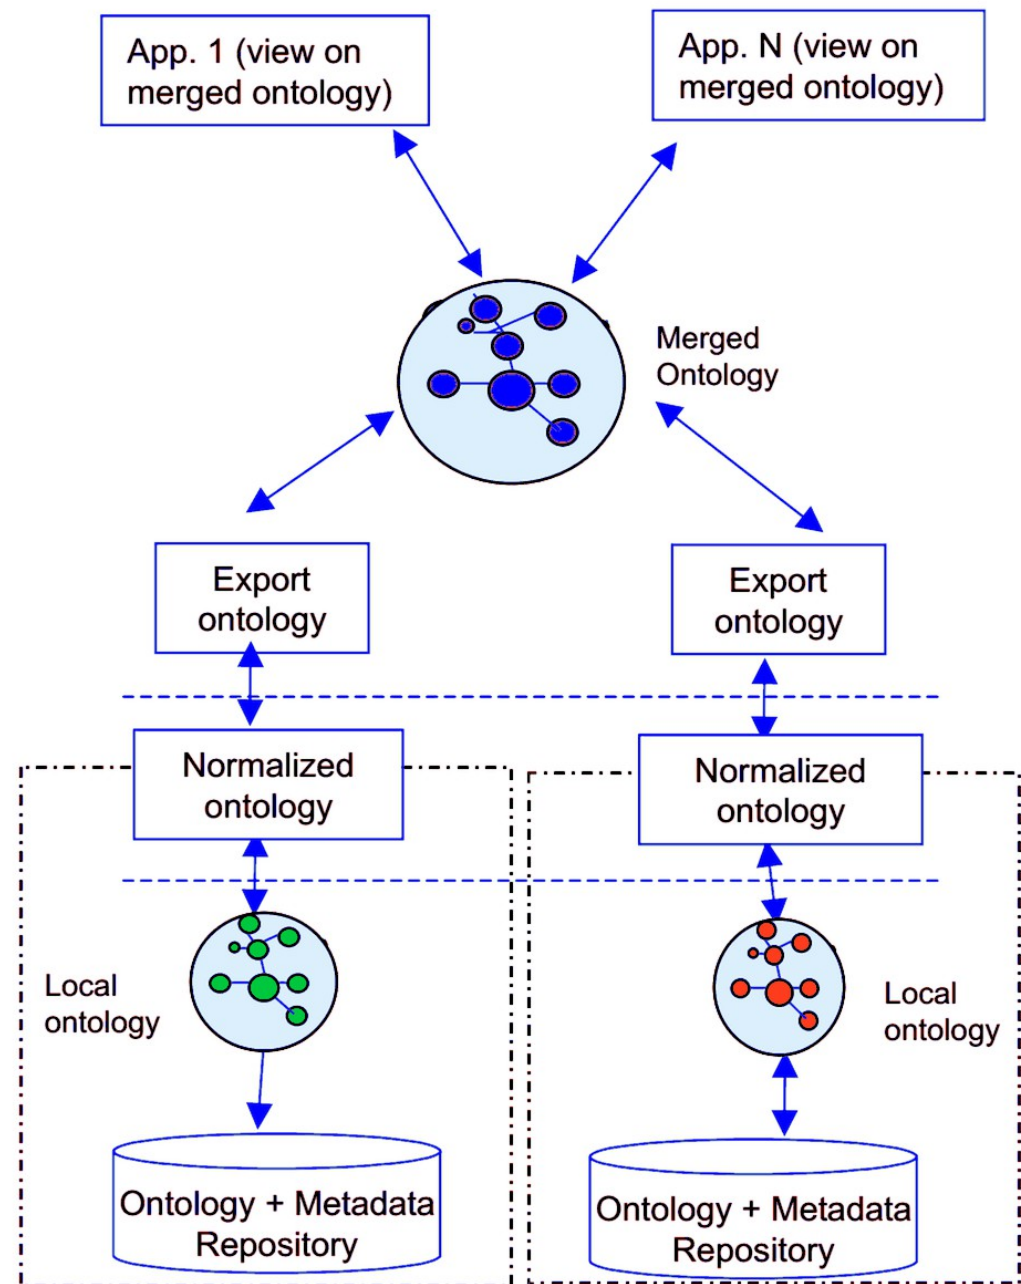 App. 1 (view on
merged ontology)
App. N (view on
merged ontology)
Merged
Ontology
Export
ontology
Export
ontology
Normalized
ontology
Normalized
ontology
Local
ontology
Local
ontology
Ontology + Metadata
Repository
Ontology + Metadata
Repository